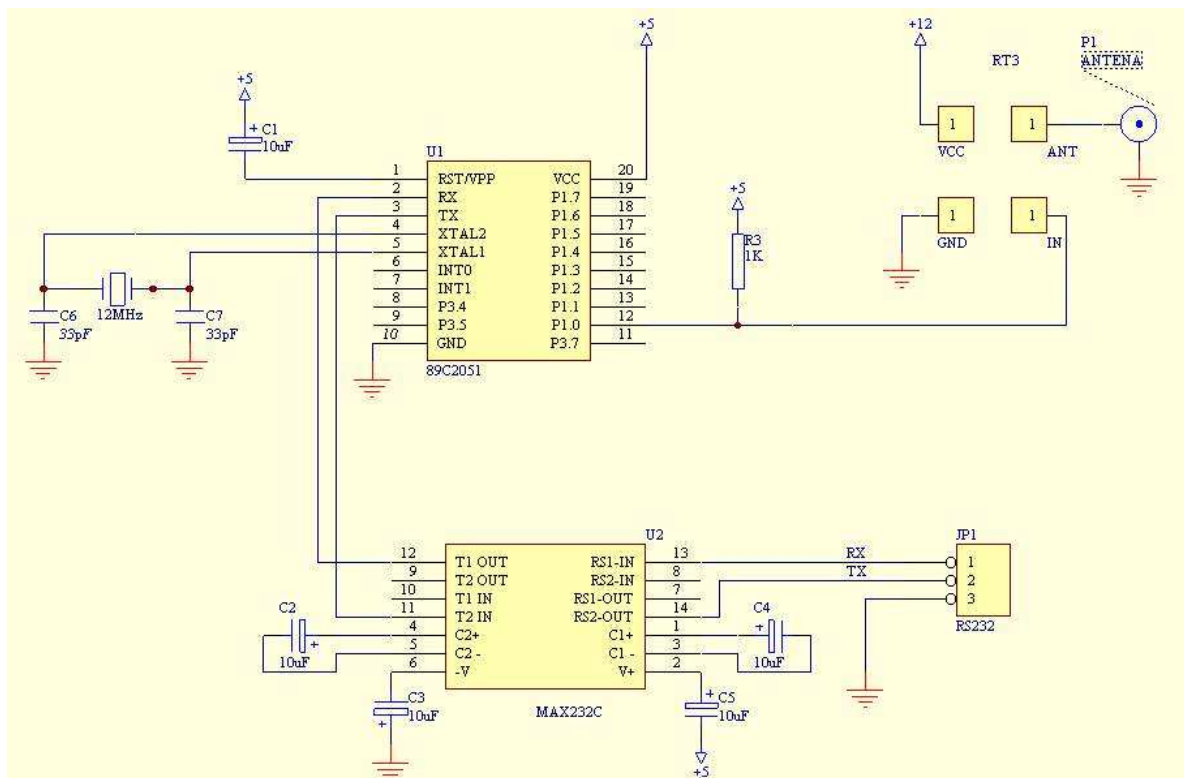 +5
+12
P1
ANTENA
RT3
+5
C1
+
10uF
U1
1 RST/VPP VCC 20
2 RX P1.7 19
3 TX P1.6 18
4 XTAL2 P1.5 17
5 XTAL1 P1.4 16
6 INT0 P1.3 15
7 INT1 P1.2 14
8 P3.4 P1.1 13
9 P3.5 P1.0 12
10 GND P3.7 11
89C2051
1
VCC
1
ANT
1
GND
1
IN
+5
R3
1K
C6
33pF
12MHz
C7
33pF
U2
12 T1 OUT RS1-IN 13
9 T2 OUT RS2-IN 8
10 T1 IN RS1-OUT 7
11 T2 IN RS2-OUT 14
4 C2+ C1+ 1
5 C2 - C1 - 3
6 -V V+ 2
MAX232C
C2
+
10uF
C4
+
10uF
C3
10uF
+
C5
+
10uF
+5
RX
TX
JP1
1
2
3
RS232